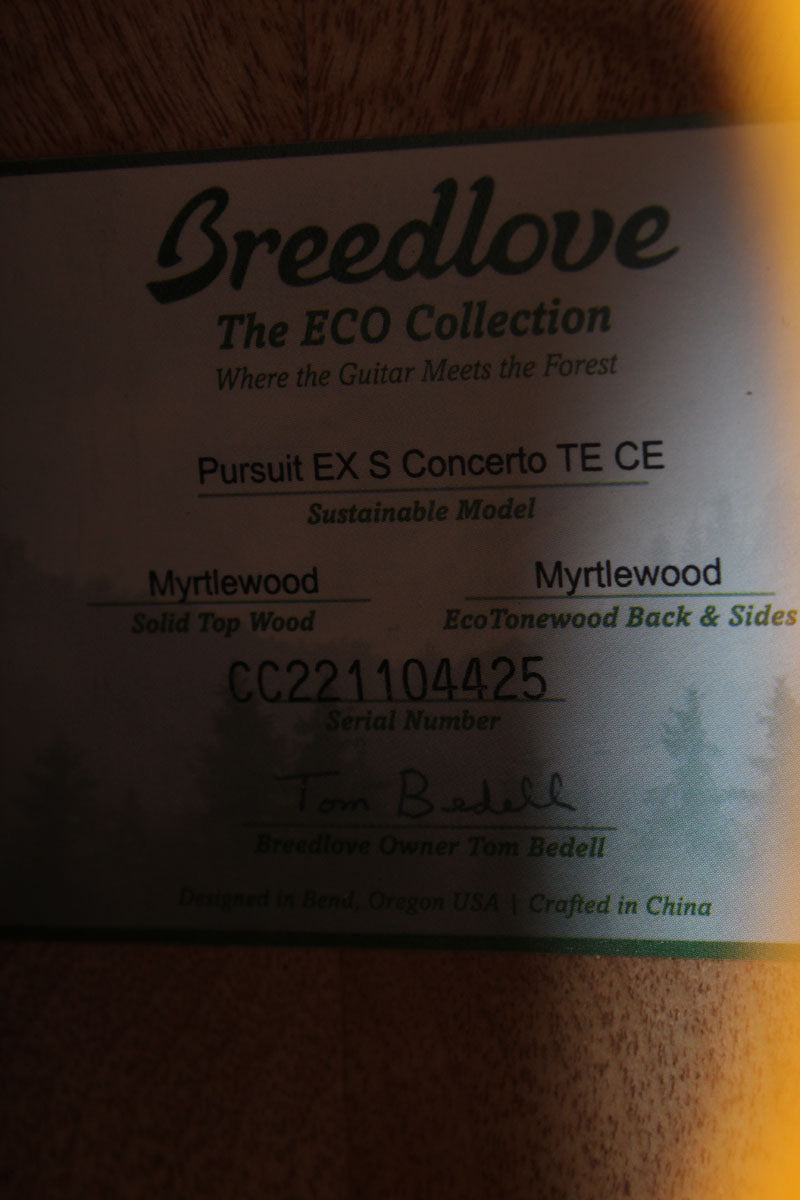 Breedlove
The ECO Collection
Where the Guitar Meets the Forest
Pursuit EX S Concerto TE CE
Sustainable Model
Myrtlewood Myrtlewood
Solid Top Wood EcoTonewood Back & Sides
CC221104425
Serial Number
Tom Bedell
Breedlove Owner Tom Bedell
Designed in Bend, Oregon USA | Crafted in China